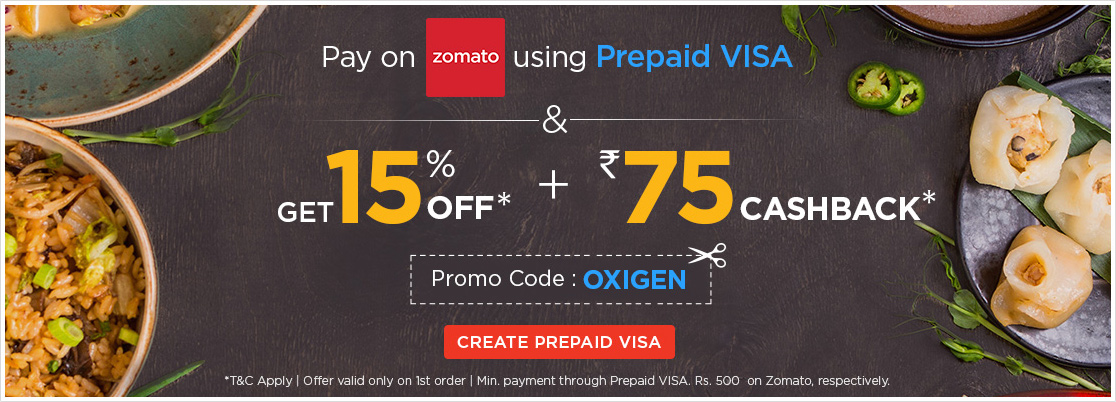 Pay on zomato using Prepaid VISA
&
GET 15% OFF* + ₹75 CASHBACK*
Promo Code : OXIGEN
CREATE PREPAID VISA
*T&C Apply | Offer valid only on 1st order | Min. payment through Prepaid VISA. Rs. 500 on Zomato, respectively.